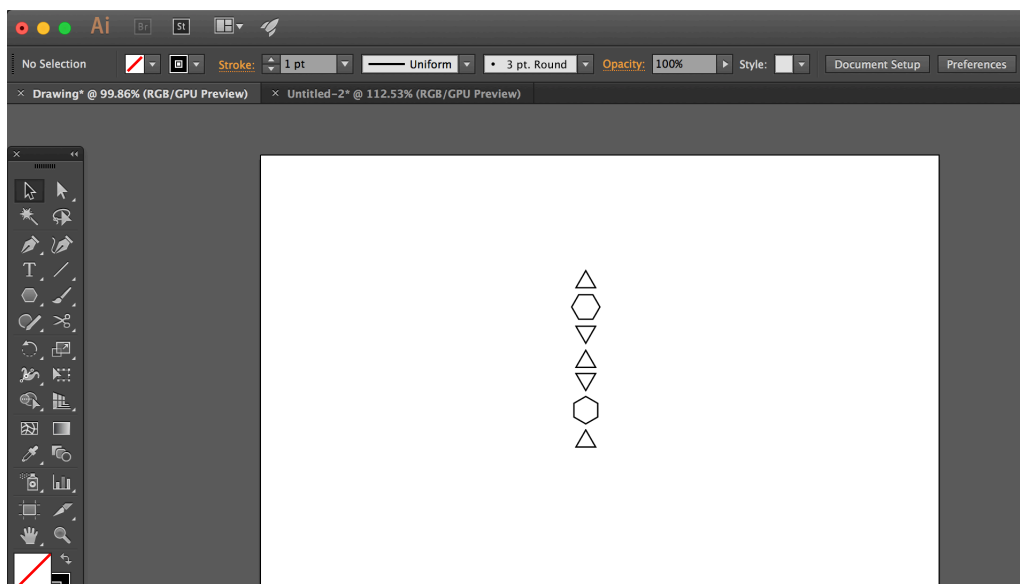 Ai Br St
No Selection Stroke: 1 pt Uniform 3 pt. Round Opacity: 100% Style: Document Setup Preferences
× Drawing* @ 99.86% (RGB/GPU Preview) × Untitled-2* @ 112.53% (RGB/GPU Preview)
T